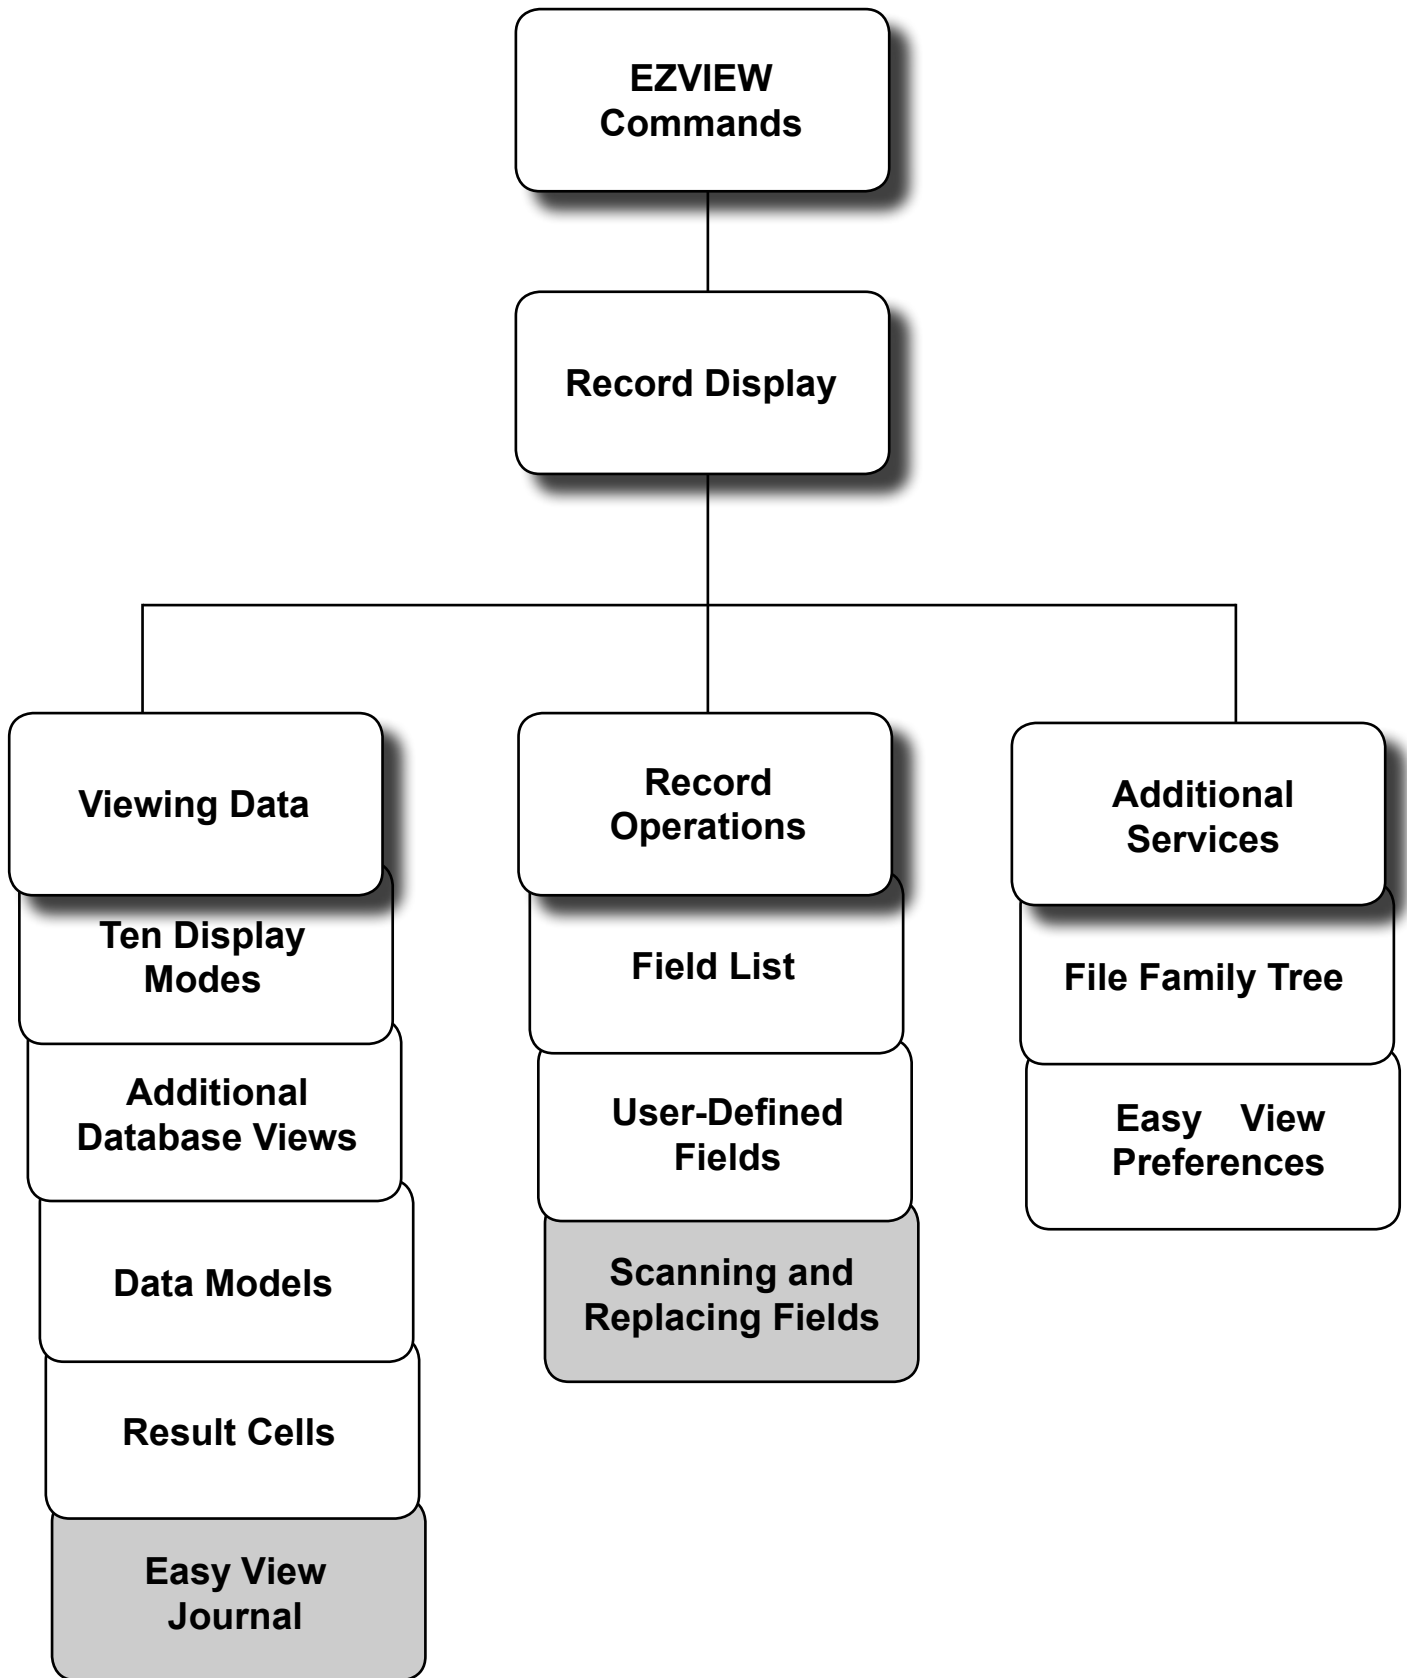 EZVIEW
Commands
Record Display
Viewing Data
Ten Display
Modes
Additional
Database Views
Data Models
Result Cells
Easy View
Journal
Record
Operations
Field List
User-Defined
Fields
Scanning and
Replacing Fields
Additional
Services
File Family Tree
Easy View
Preferences